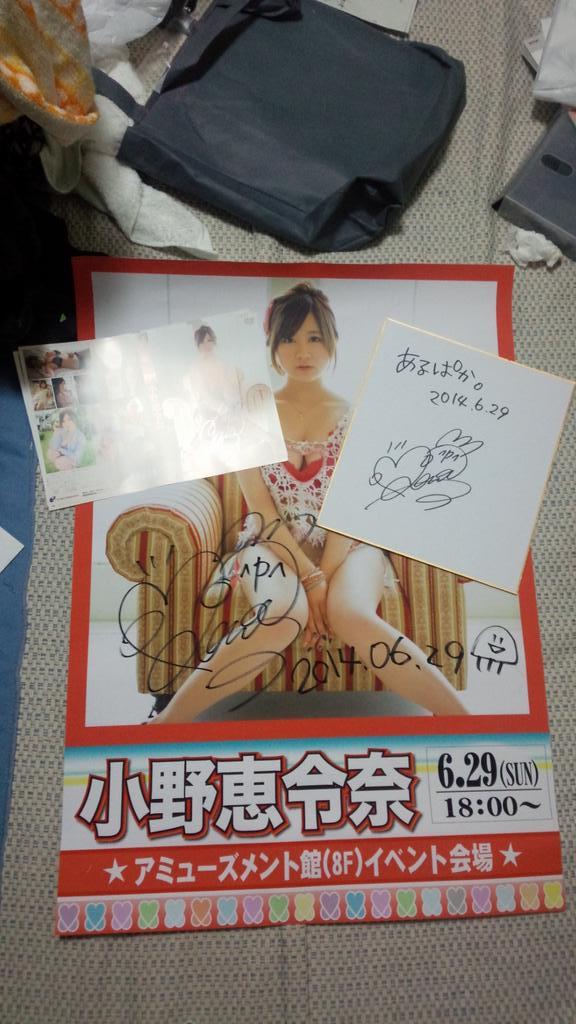 あるぱか。
2014.6.29
2014.06.29
小野恵令奈
6.29(SUN)
18:00～
★アミューズメント館(8F)イベント会場★